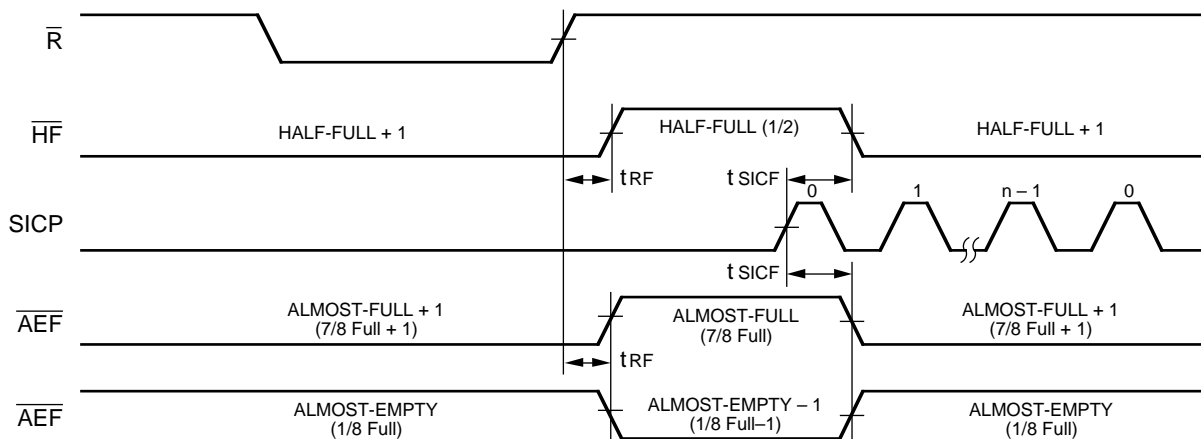 R
HF
HALF-FULL + 1
HALF-FULL (1/2)
HALF-FULL + 1
tRF
tSICF
SICP
0
1
n – 1
0
tSICF
AEF
ALMOST-FULL + 1
(7/8 Full + 1)
ALMOST-FULL
(7/8 Full)
ALMOST-FULL + 1
(7/8 Full + 1)
tRF
AEF
ALMOST-EMPTY
(1/8 Full)
ALMOST-EMPTY – 1
(1/8 Full–1)
ALMOST-EMPTY
(1/8 Full)